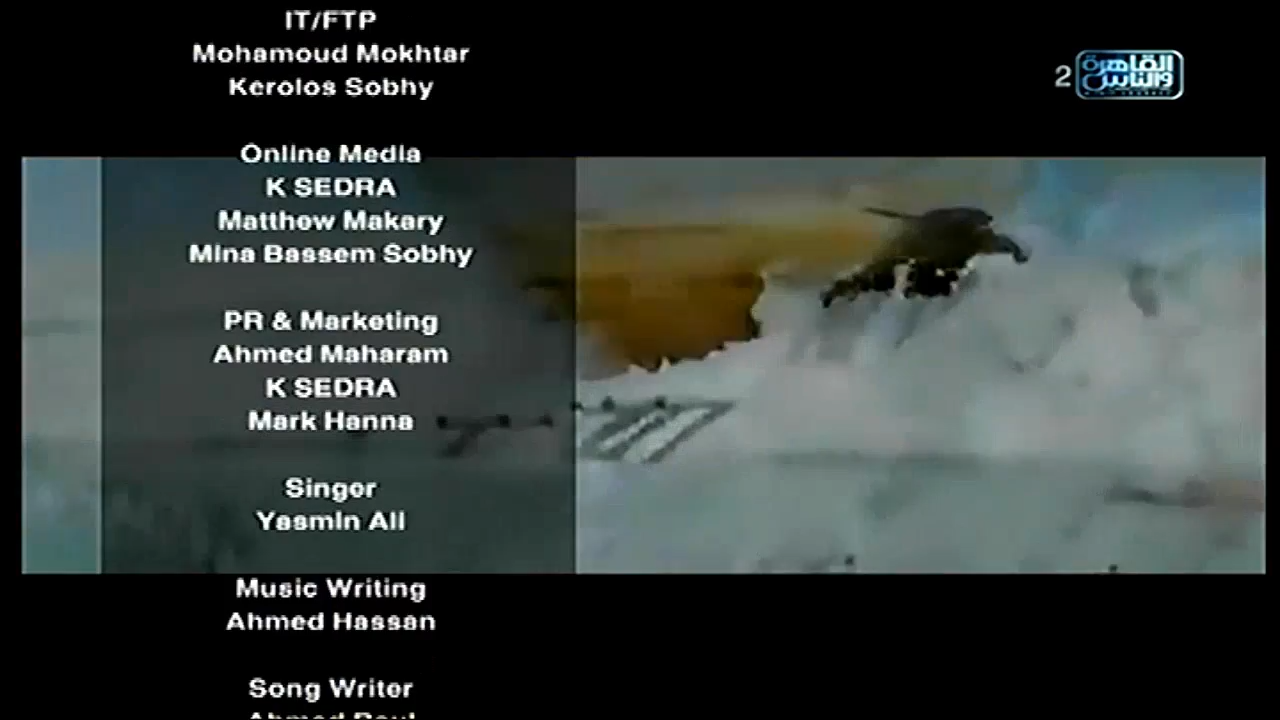 IT/FTP
Mohamoud Mokhtar
Kerolos Sobhy
2 القاهرة
والناس
Online Media
K SEDRA
Matthew Makary
Mina Bassem Sobhy
PR & Marketing
Ahmed Maharam
K SEDRA
Mark Hanna
Singer
Yasmin Ali
Music Writing
Ahmed Hassan
Song Writer
Ahmed